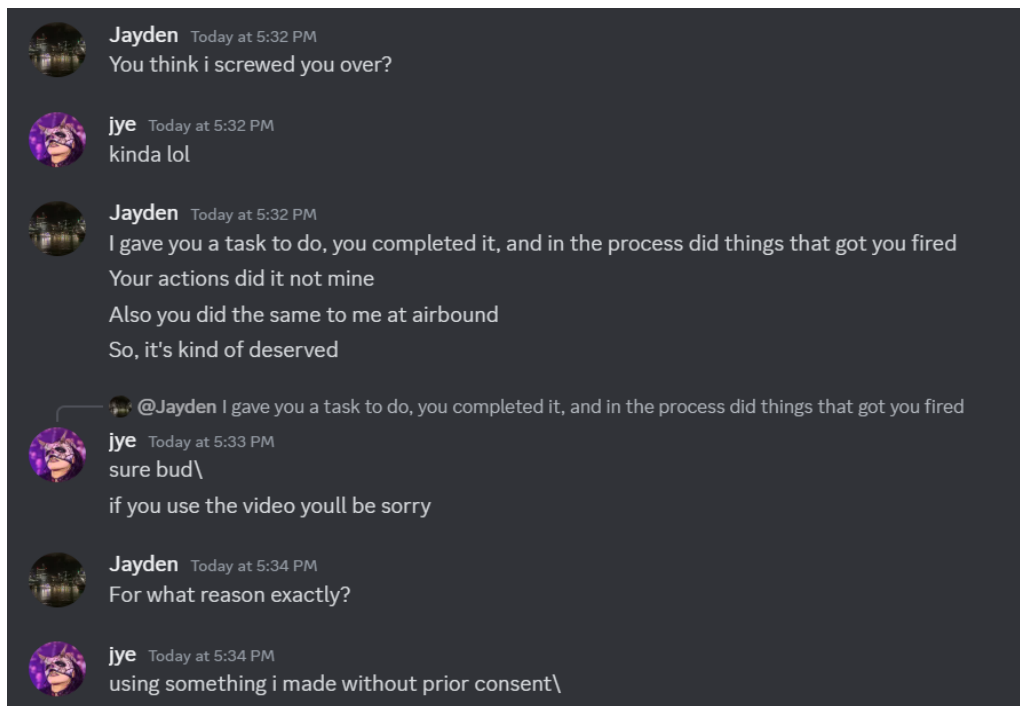 Jayden Today at 5:32 PM
You think i screwed you over?
jye Today at 5:32 PM
kinda lol
Jayden Today at 5:32 PM
I gave you a task to do, you completed it, and in the process did things that got you fired
Your actions did it not mine
Also you did the same to me at airbound
So, it's kind of deserved
@Jayden I gave you a task to do, you completed it, and in the process did things that got you fired
jye Today at 5:33 PM
sure bud\
if you use the video youll be sorry
Jayden Today at 5:34 PM
For what reason exactly?
jye Today at 5:34 PM
using something i made without prior consent\